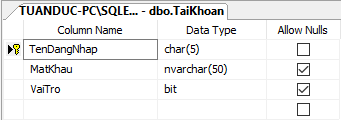 TUANDUC-PC\SQLE... - dbo.TaiKhoan
Column Name Data Type Allow Nulls
TenDangNhap char(5)
MatKhau nvarchar(50)
VaiTro bit